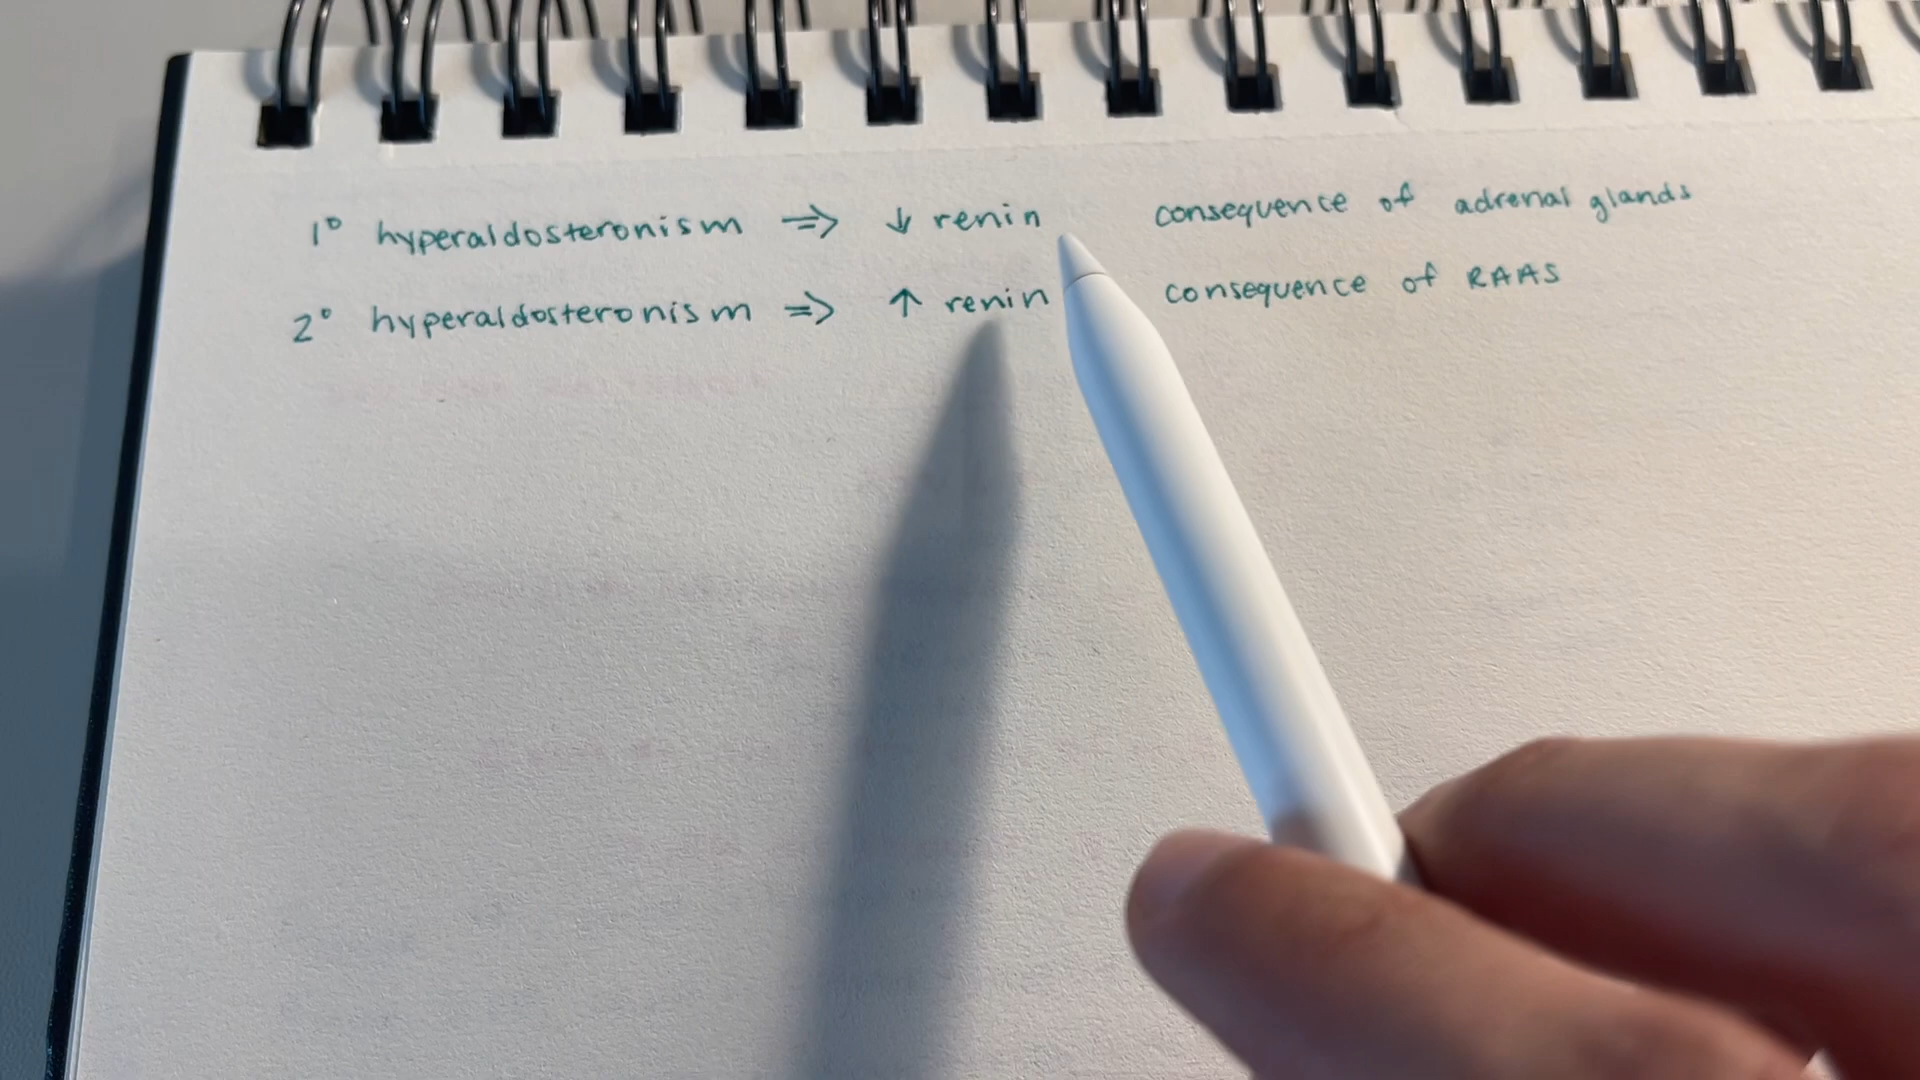 1° hyperaldosteronism ⇒ ↓ renin consequence of adrenal glands
2° hyperaldosteronism ⇒ ↑ renin consequence of RAAS